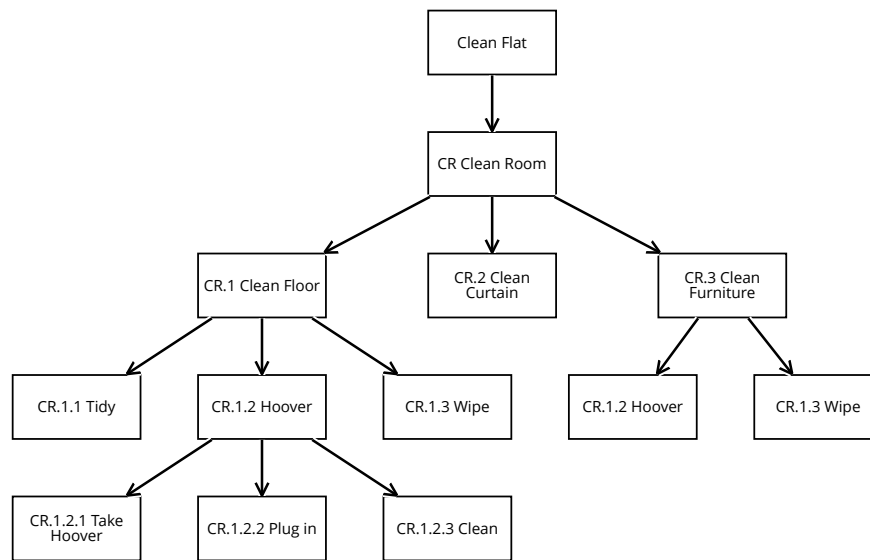 Clean Flat
CR Clean Room
CR.1 Clean Floor
CR.2 Clean
Curtain
CR.3 Clean
Furniture
CR.1.1 Tidy
CR.1.2 Hoover
CR.1.3 Wipe
CR.1.2 Hoover
CR.1.3 Wipe
CR.1.2.1 Take
Hoover
CR.1.2.2 Plug in
CR.1.2.3 Clean